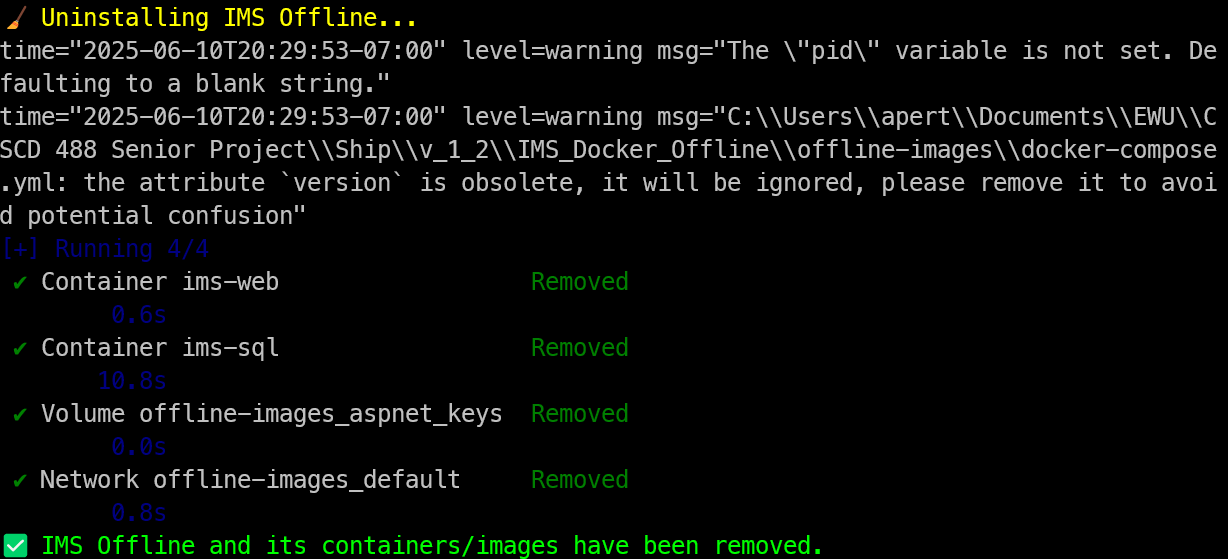 🧹 Uninstalling IMS Offline...
time="2025-06-10T20:29:53-07:00" level=warning msg="The \"pid\" variable is not set. De
faulting to a blank string."
time="2025-06-10T20:29:53-07:00" level=warning msg="C:\\Users\\apert\\Documents\\EWU\\C
SCD 488 Senior Project\\Ship\\v_1_2\\IMS_Docker_Offline\\offline-images\\docker-compose
.yml: the attribute `version` is obsolete, it will be ignored, please remove it to avoi
d potential confusion"
[+] Running 4/4
✔ Container ims-web Removed
0.6s
✔ Container ims-sql Removed
10.8s
✔ Volume offline-images_aspnet_keys Removed
0.0s
✔ Network offline-images_default Removed
0.8s
✅ IMS Offline and its containers/images have been removed.